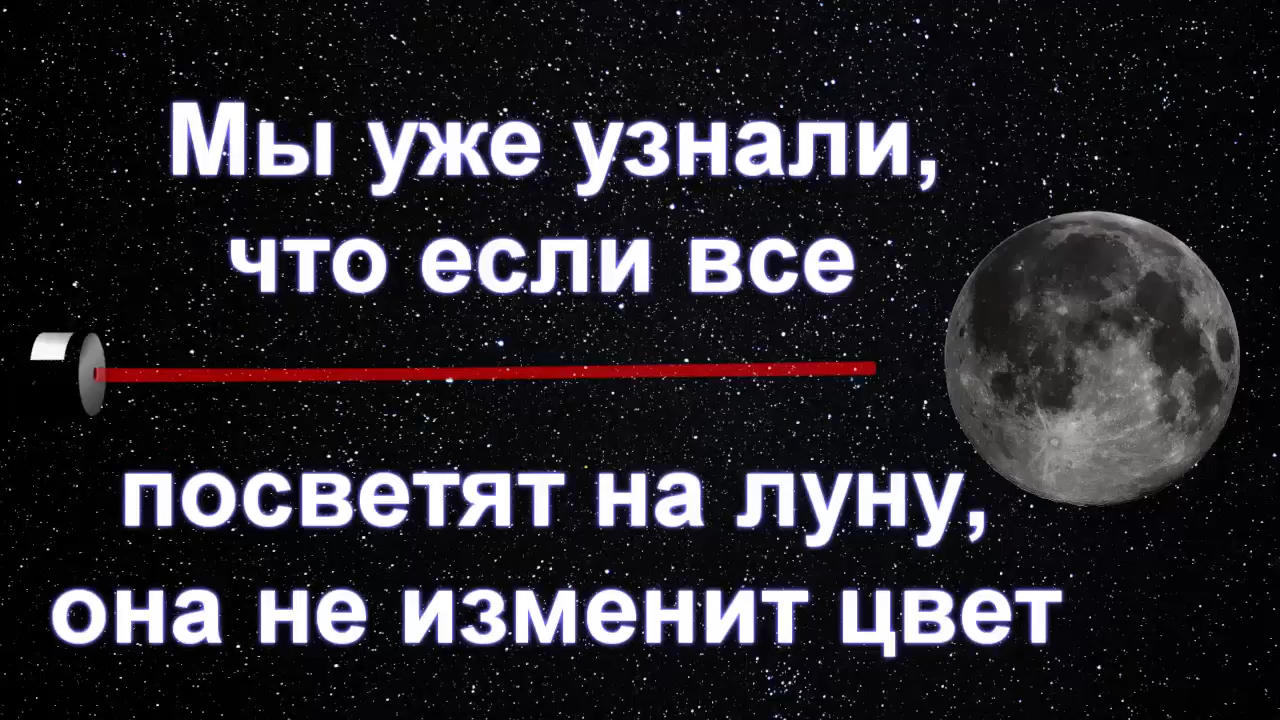 Мы уже узнали,
что если все
посветят на луну,
она не изменит цвет